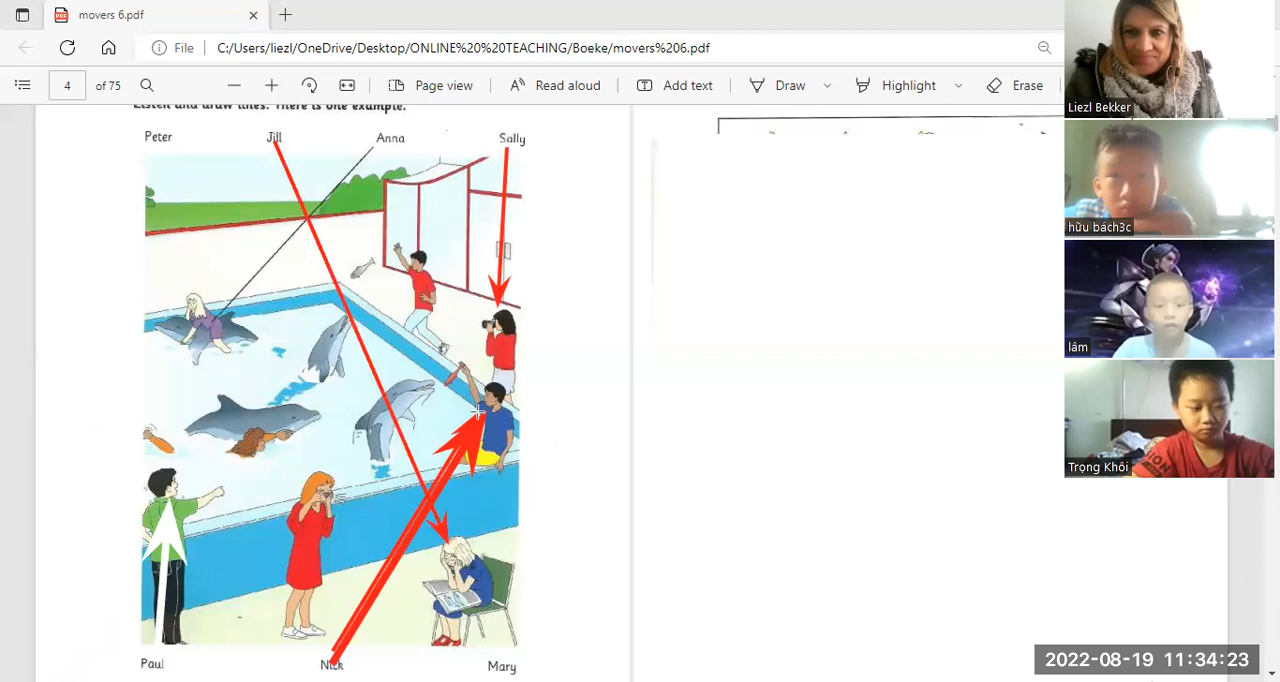 movers 6.pdf
File C:/Users/liezl/OneDrive/Desktop/ONLINE%20%20TEACHING/Boeke/movers%206.pdf
4 of 75 Page view Read aloud Add text Draw Highlight Erase
Listen and draw lines. There is one example.
Peter Jill Anna Sally
Paul Nick Mary
Liezl Bekker
hữu bách3c
lâm
Trọng Khôi
2022-08-19 11:34:23